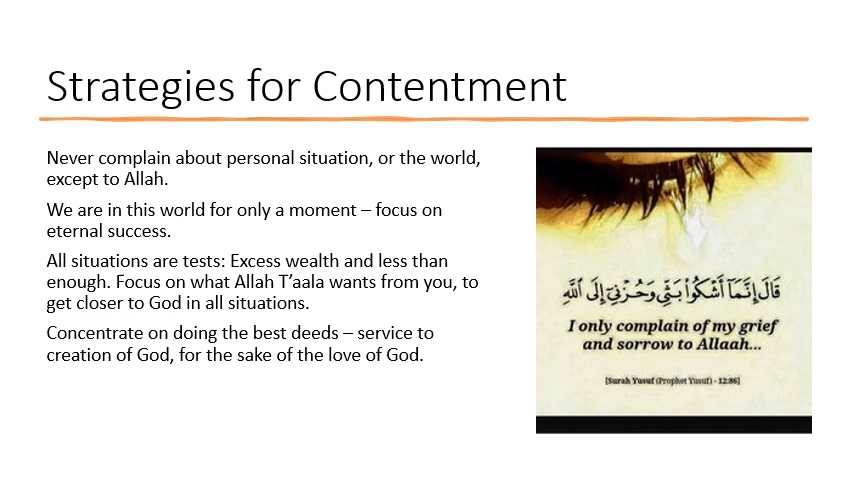 Strategies for Contentment
Never complain about personal situation, or the world,
except to Allah.
We are in this world for only a moment – focus on
eternal success.
All situations are tests: Excess wealth and less than
enough. Focus on what Allah T’aala wants from you, to
get closer to God in all situations.
Concentrate on doing the best deeds – service to
creation of God, for the sake of the love of God.
قَالَ إِنَّمَآ أَشْكُوا۟ بَثِّى وَحُزْنِىٓ إِلَى ٱللَّهِ
I only complain of my grief
and sorrow to Allaah...
[Surah Yusuf (Prophet Yusuf) - 12:86]